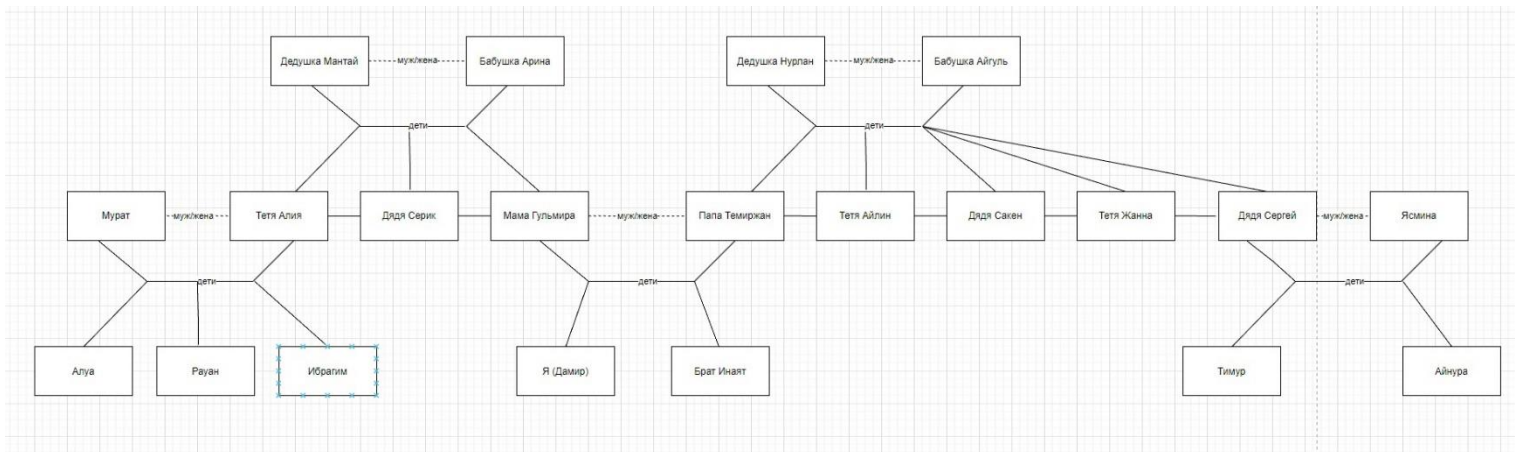 Дедушка Мантай
муж/жена
Бабушка Арина
Дедушка Нурлан
муж/жена
Бабушка Айгуль
дети
дети
Мурат
муж/жена
Тетя Алия
Дядя Серик
Мама Гульмира
муж/жена
Папа Темиржан
Тетя Айлин
Дядя Сакен
Тетя Жанна
Дядя Сергей
муж/жена
Ясмина
дети
дети
дети
Алуа
Рауан
Ибрагим
Я (Дамир)
Брат Инаят
Тимур
Айнура